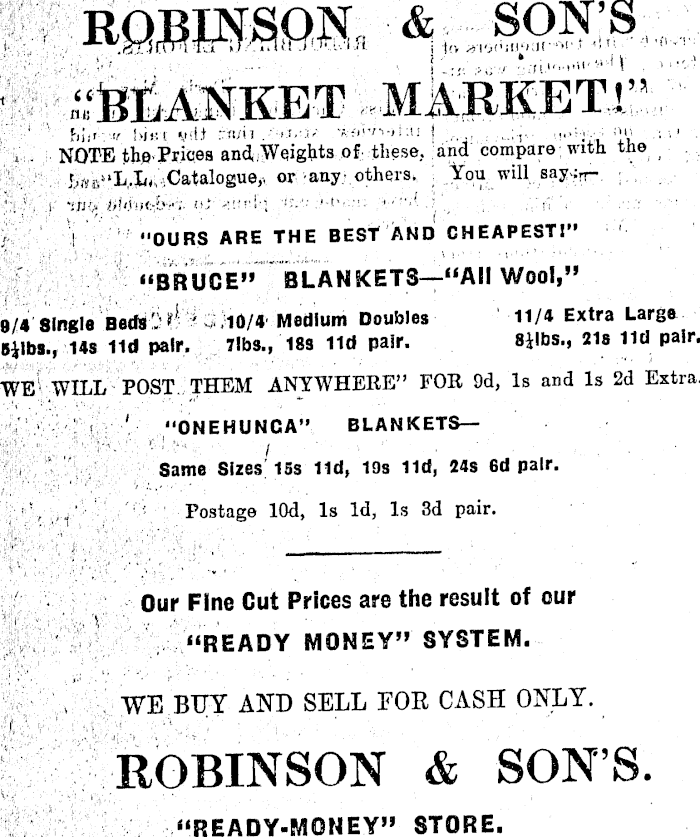 ROBINSON & SON'S
"BLANKET MARKET!"
NOTE the Prices and Weights of these, and compare with the
L.L. Catalogue, or any others. You will say:—
"OURS ARE THE BEST AND CHEAPEST!"
"BRUCE" BLANKETS—"All Wool,"
9/4 Single Beds 10/4 Medium Doubles 11/4 Extra Large
5½lbs., 14s 11d pair. 7lbs., 18s 11d pair. 8½lbs., 21s 11d pair.
WE WILL POST THEM ANYWHERE" FOR 9d, 1s and 1s 2d Extra.
"ONEHUNGA" BLANKETS—
Same Sizes 15s 11d, 19s 11d, 24s 6d pair.
Postage 10d, 1s 1d, 1s 3d pair.
Our Fine Cut Prices are the result of our
"READY MONEY" SYSTEM.
WE BUY AND SELL FOR CASH ONLY.
ROBINSON & SON'S.
"READY-MONEY" STORE.